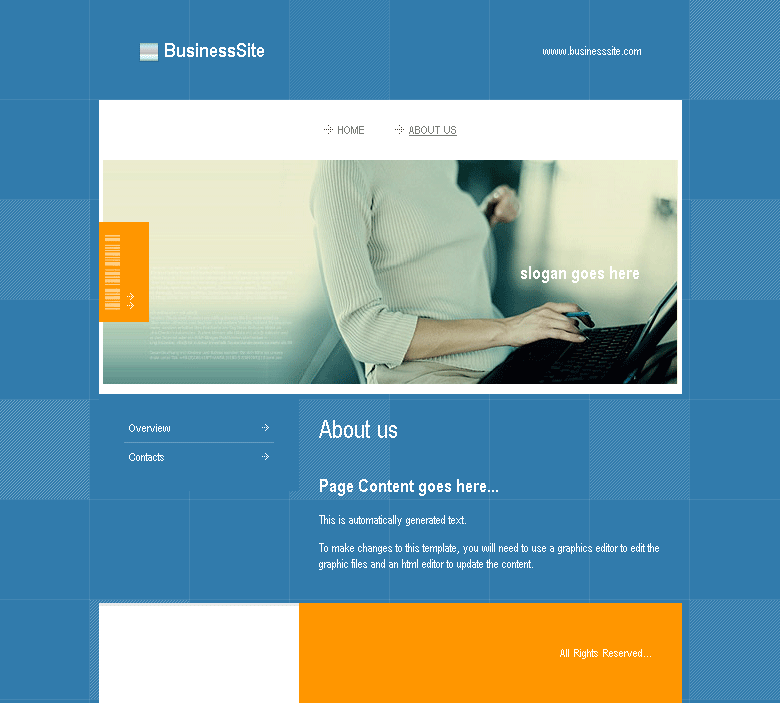 BusinessSite
www.businesssite.com
HOME
ABOUT US
slogan goes here
Overview
Contacts
About us
Page Content goes here...
This is automatically generated text.
To make changes to this template, you will need to use a graphics editor to edit the
graphic files and an html editor to update the content.
All Rights Reserved...